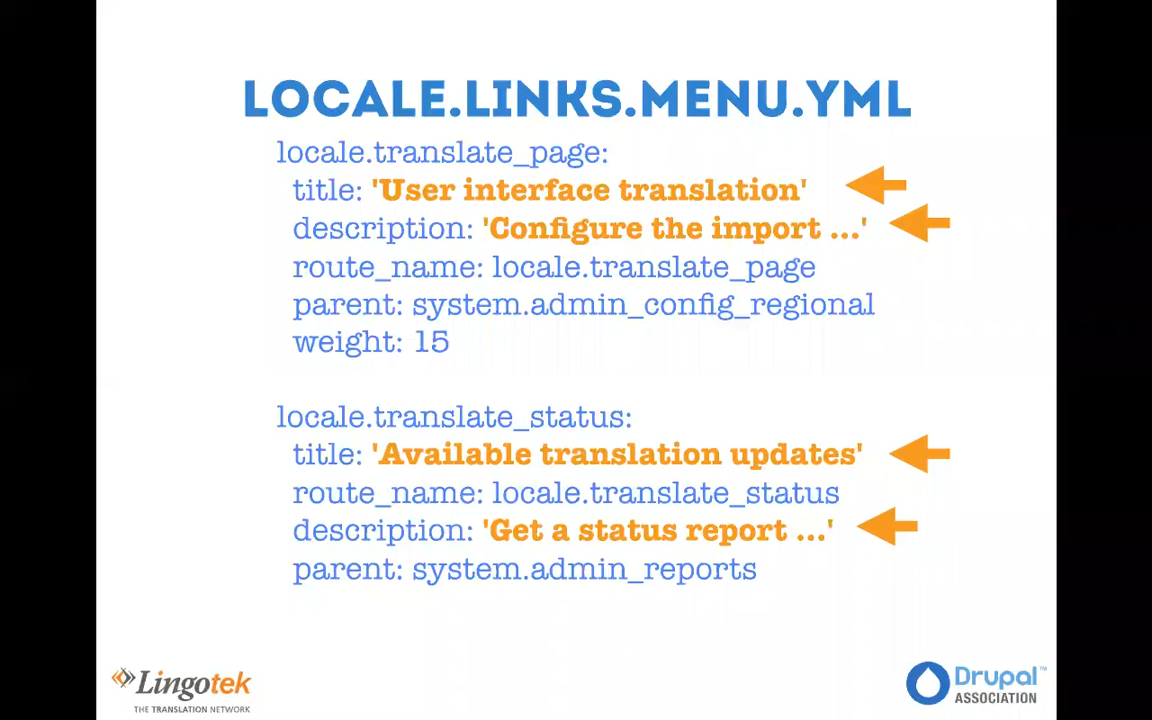 LOCALE.LINKS.MENU.YML
locale.translate_page:
title: 'User interface translation'
description: 'Configure the import ...'
route_name: locale.translate_page
parent: system.admin_config_regional
weight: 15
locale.translate_status:
title: 'Available translation updates'
route_name: locale.translate_status
description: 'Get a status report ...'
parent: system.admin_reports
Lingotek
THE TRANSLATION NETWORK
Drupal™
ASSOCIATION